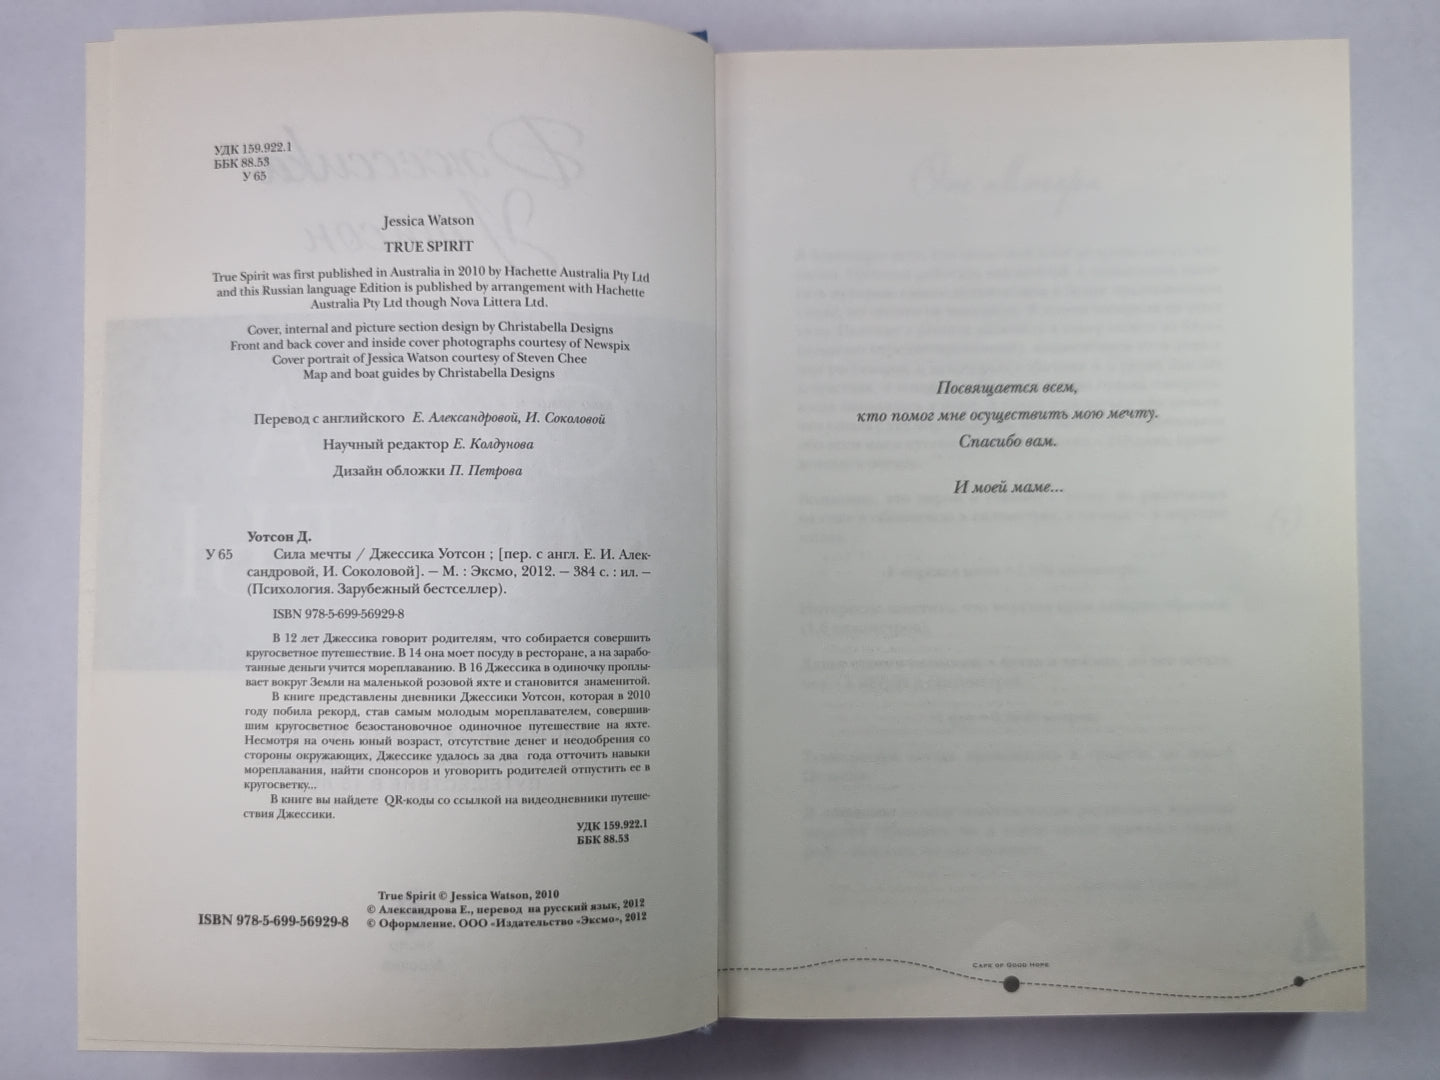 УДК 159.922.1
ББК 88.53
У 65
Jessica Watson
TRUE SPIRIT
True Spirit was first published in Australia in 2010 by Hachette Australia Pty Ltd
and this Russian language Edition is published by arrangement with Hachette
Australia Pty Ltd though Nova Littera Ltd.
Cover, internal and picture section design by Christabella Designs
Front and back cover and inside cover photographs courtesy of Newspix
Cover portrait of Jessica Watson courtesy of Steven Chee
Map and boat guides by Christabella Designs
Перевод с английского Е. Александровой, И. Соколовой
Научный редактор Е. Колдунова
Дизайн обложки П. Петрова
Уотсон Д.
У 65 Сила мечты / Джессика Уотсон ; [пер. с англ. Е. И. Алек-
сандровой, И. Соколовой]. — М. : Эксмо, 2012. — 384 с. : ил. —
(Психология. Зарубежный бестселлер).
ISBN 978-5-699-56929-8
В 12 лет Джессика говорит родителям, что собирается совершить
кругосветное путешествие. В 14 она моет посуду в ресторане, а на зарабо-
танные деньги учится мореплаванию. В 16 Джессика в одиночку проплы-
вает вокруг Земли на маленькой розовой яхте и становится знаменитой.
В книге представлены дневники Джессики Уотсон, которая в 2010
году побила рекорд, став самым молодым мореплавателем, совершив-
шим кругосветное безостановочное одиночное путешествие на яхте.
Несмотря на очень юный возраст, отсутствие денег и неодобрения со
стороны окружающих, Джессике удалось за два года отточить навыки
мореплавания, найти спонсоров и уговорить родителей отпустить ее в
кругосветку...
В книге вы найдете QR-коды со ссылкой на видеодневники путеше-
ствия Джессики.
УДК 159.922.1
ББК 88.53
True Spirit © Jessica Watson, 2010
© Александрова Е., перевод на русский язык, 2012
ISBN 978-5-699-56929-8 © Оформление. ООО «Издательство «Эксмо», 2012
Посвящается всем,
кто помог мне осуществить мою мечту.
Спасибо вам.
И моей маме...
Cape of Good Hope